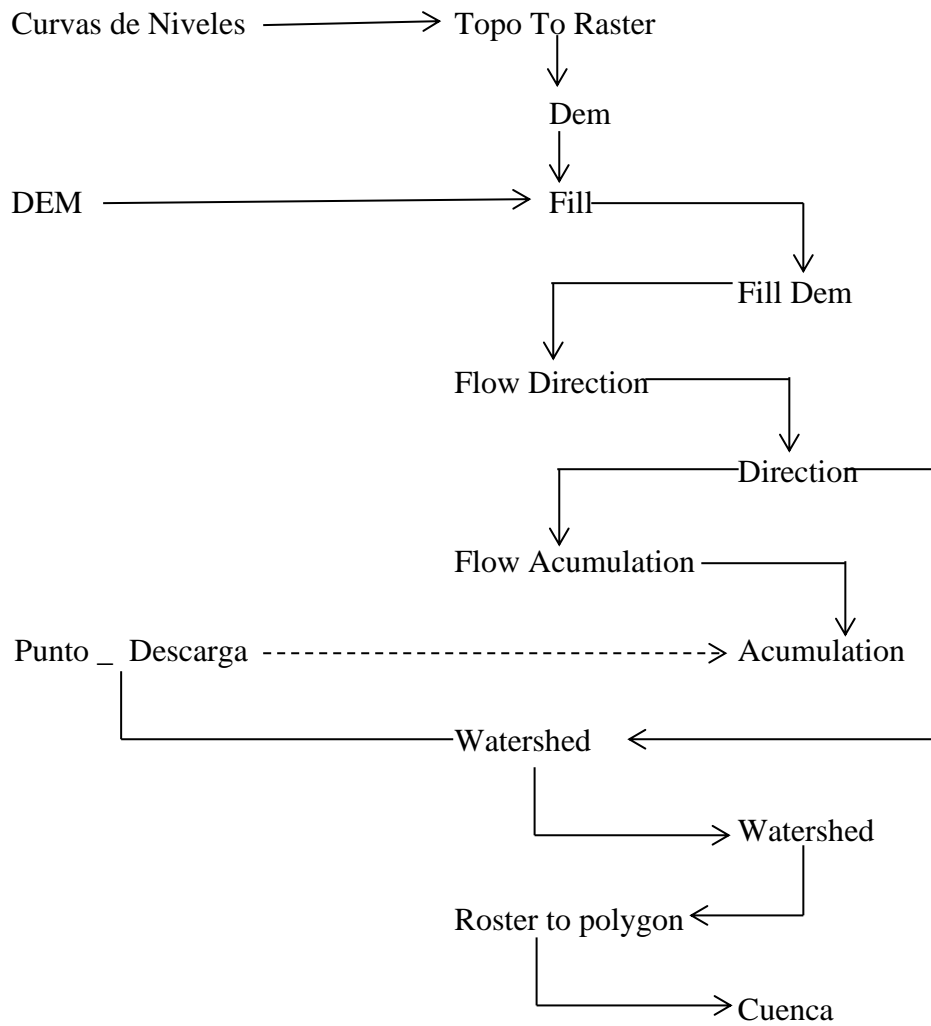 Curvas de Niveles Topo To Raster
Dem
DEM Fill
Fill Dem
Flow Direction
Direction
Flow Acumulation
Punto _ Descarga Acumulation
Watershed
Watershed
Roster to polygon
Cuenca